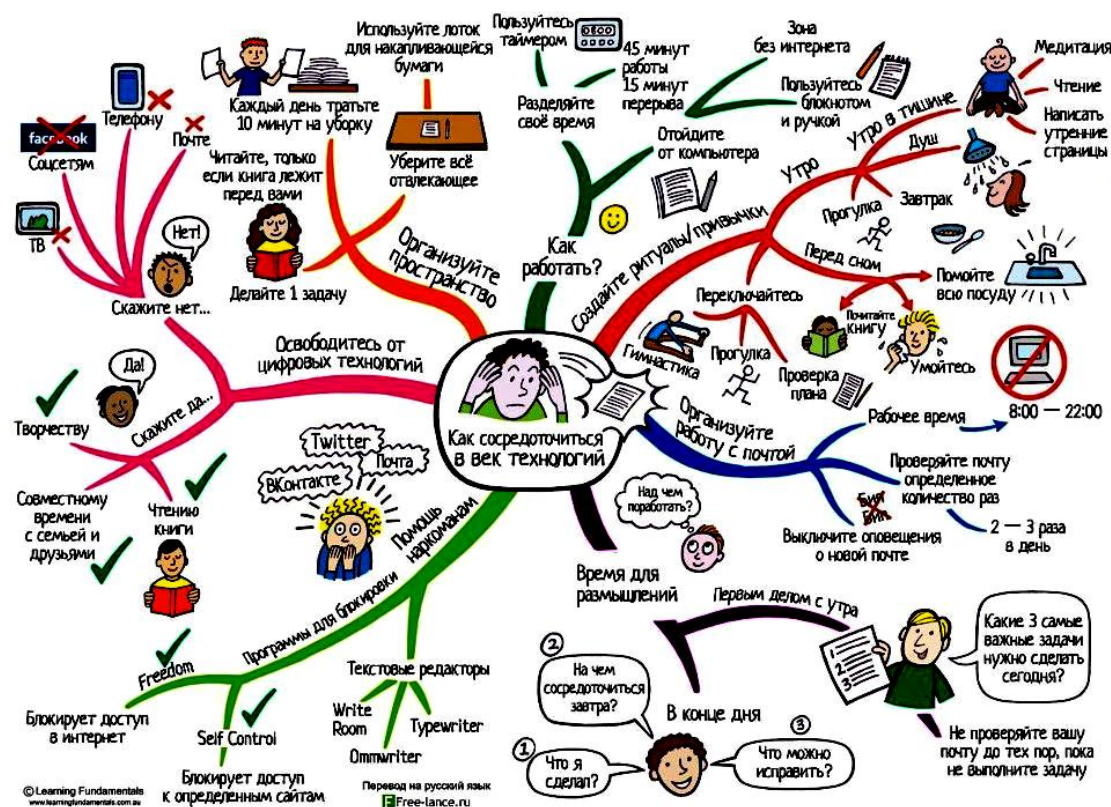 Как сосредоточиться
в век технологий
Как
работать?
Разделяйте
своё время
Пользуйтесь
таймером
45 минут
работы
15 минут
перерыва
Отойдите
от компьютера
Зона
без интернета
Пользуйтесь
блокнотом
и ручкой
Создайте ритуалы/привычки
Утро
Утро в тишине
Медитация
Чтение
Написать
утренние
страницы
Душ
Завтрак
Прогулка
Перед сном
Помойте
всю посуду
Почитайте
книгу
Умойтесь
Переключайтесь
Гимнастика
Прогулка
Проверка
плана
Организуйте
работу с почтой
Рабочее время
8:00 — 22:00
Проверяйте почту
определенное
количество раз
2 — 3 раза
в день
Бип
Бип
Выключите оповещения
о новой почте
Время для
размышлений
Над чем
поработать?
Первым делом с утра
1
2
3
Какие 3 самые
важные задачи
нужно сделать
сегодня?
Не проверяйте вашу
почту до тех пор, пока
не выполните задачу
В конце дня
1
Что я
сделал?
2
На чем
сосредоточиться
завтра?
3
Что можно
исправить?
Помощь
наркоманам
Twitter
Почта
ВКонтакте
Текстовые редакторы
Write
Room
Ommwriter
Typewriter
Программы для блокировки
Freedom
Блокирует доступ
в интернет
Self Control
Блокирует доступ
к определенным сайтам
Освободитесь от
цифровых технологий
Скажите да...
Да!
Творчеству
Совместному
времени
с семьей и
друзьями
Чтению
книги
Скажите нет...
Нет!
ТВ
facebook
Соцсетям
Телефону
Почте
Организуйте
пространство
Делайте 1 задачу
Читайте, только
если книга лежит
перед вами
Каждый день тратьте
10 минут на уборку
Уберите всё
отвлекающее
Используйте лоток
для накапливающейся
бумаги
© Learning Fundamentals
www.learningfundamentals.com.au
Перевод на русский язык
F Free-lance.ru